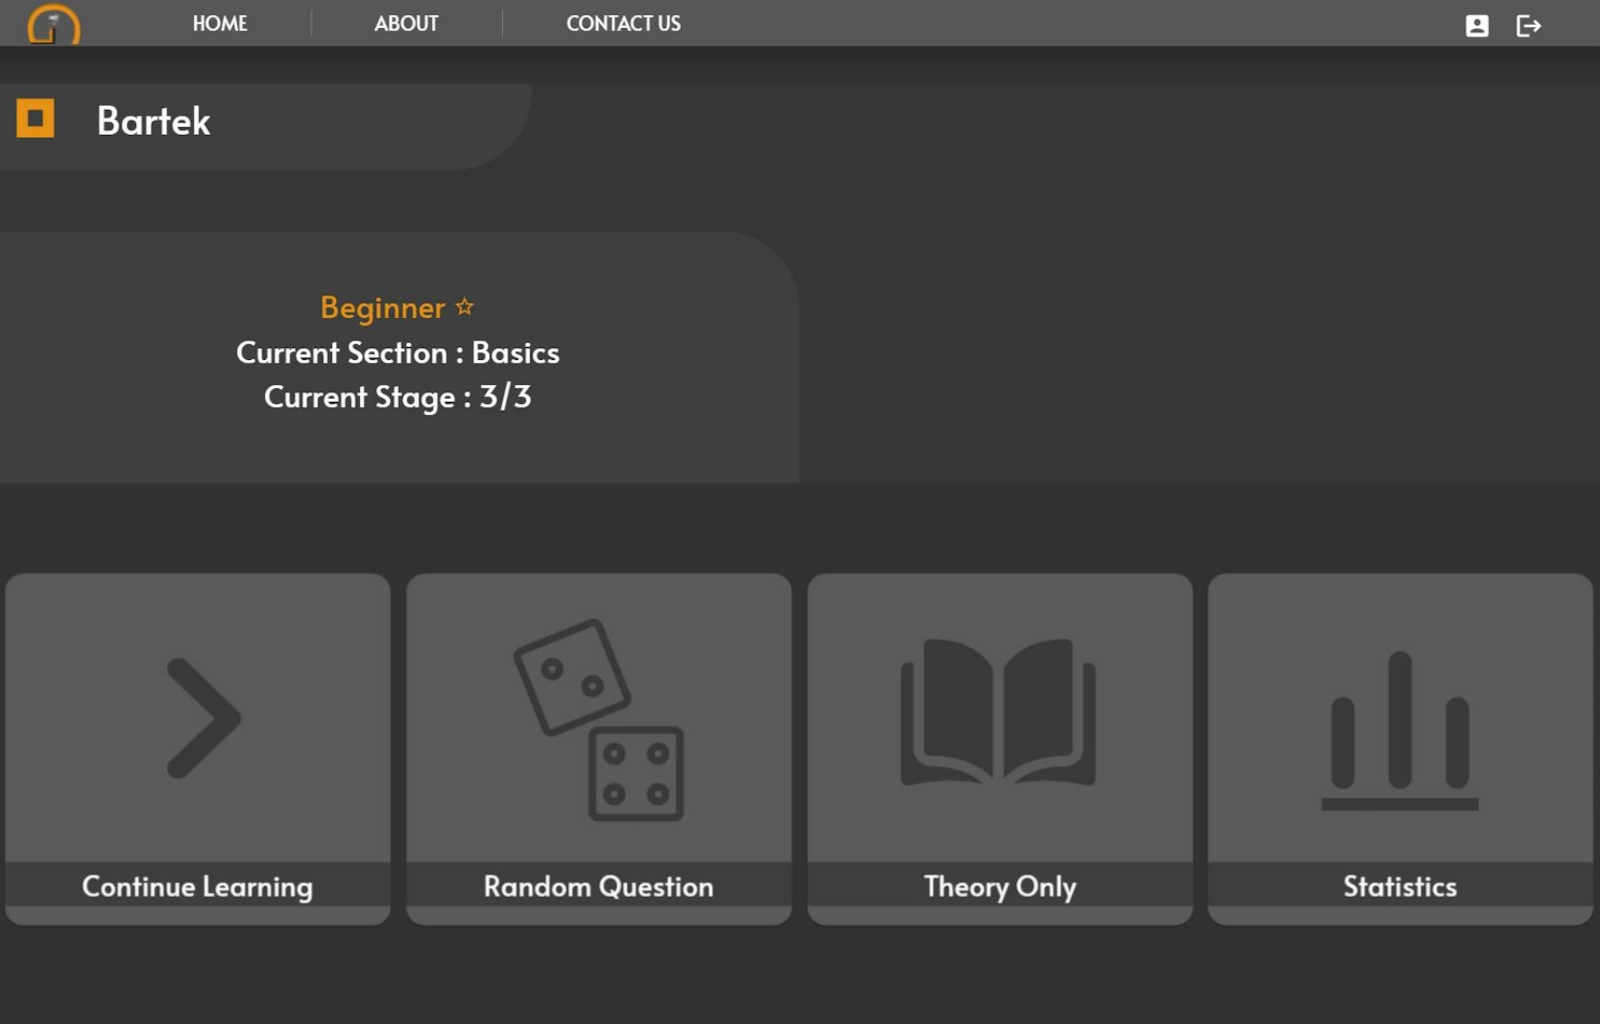 HOME
ABOUT
CONTACT US
Bartek
Beginner
Current Section : Basics
Current Stage : 3/3
Continue Learning
Random Question
Theory Only
Statistics